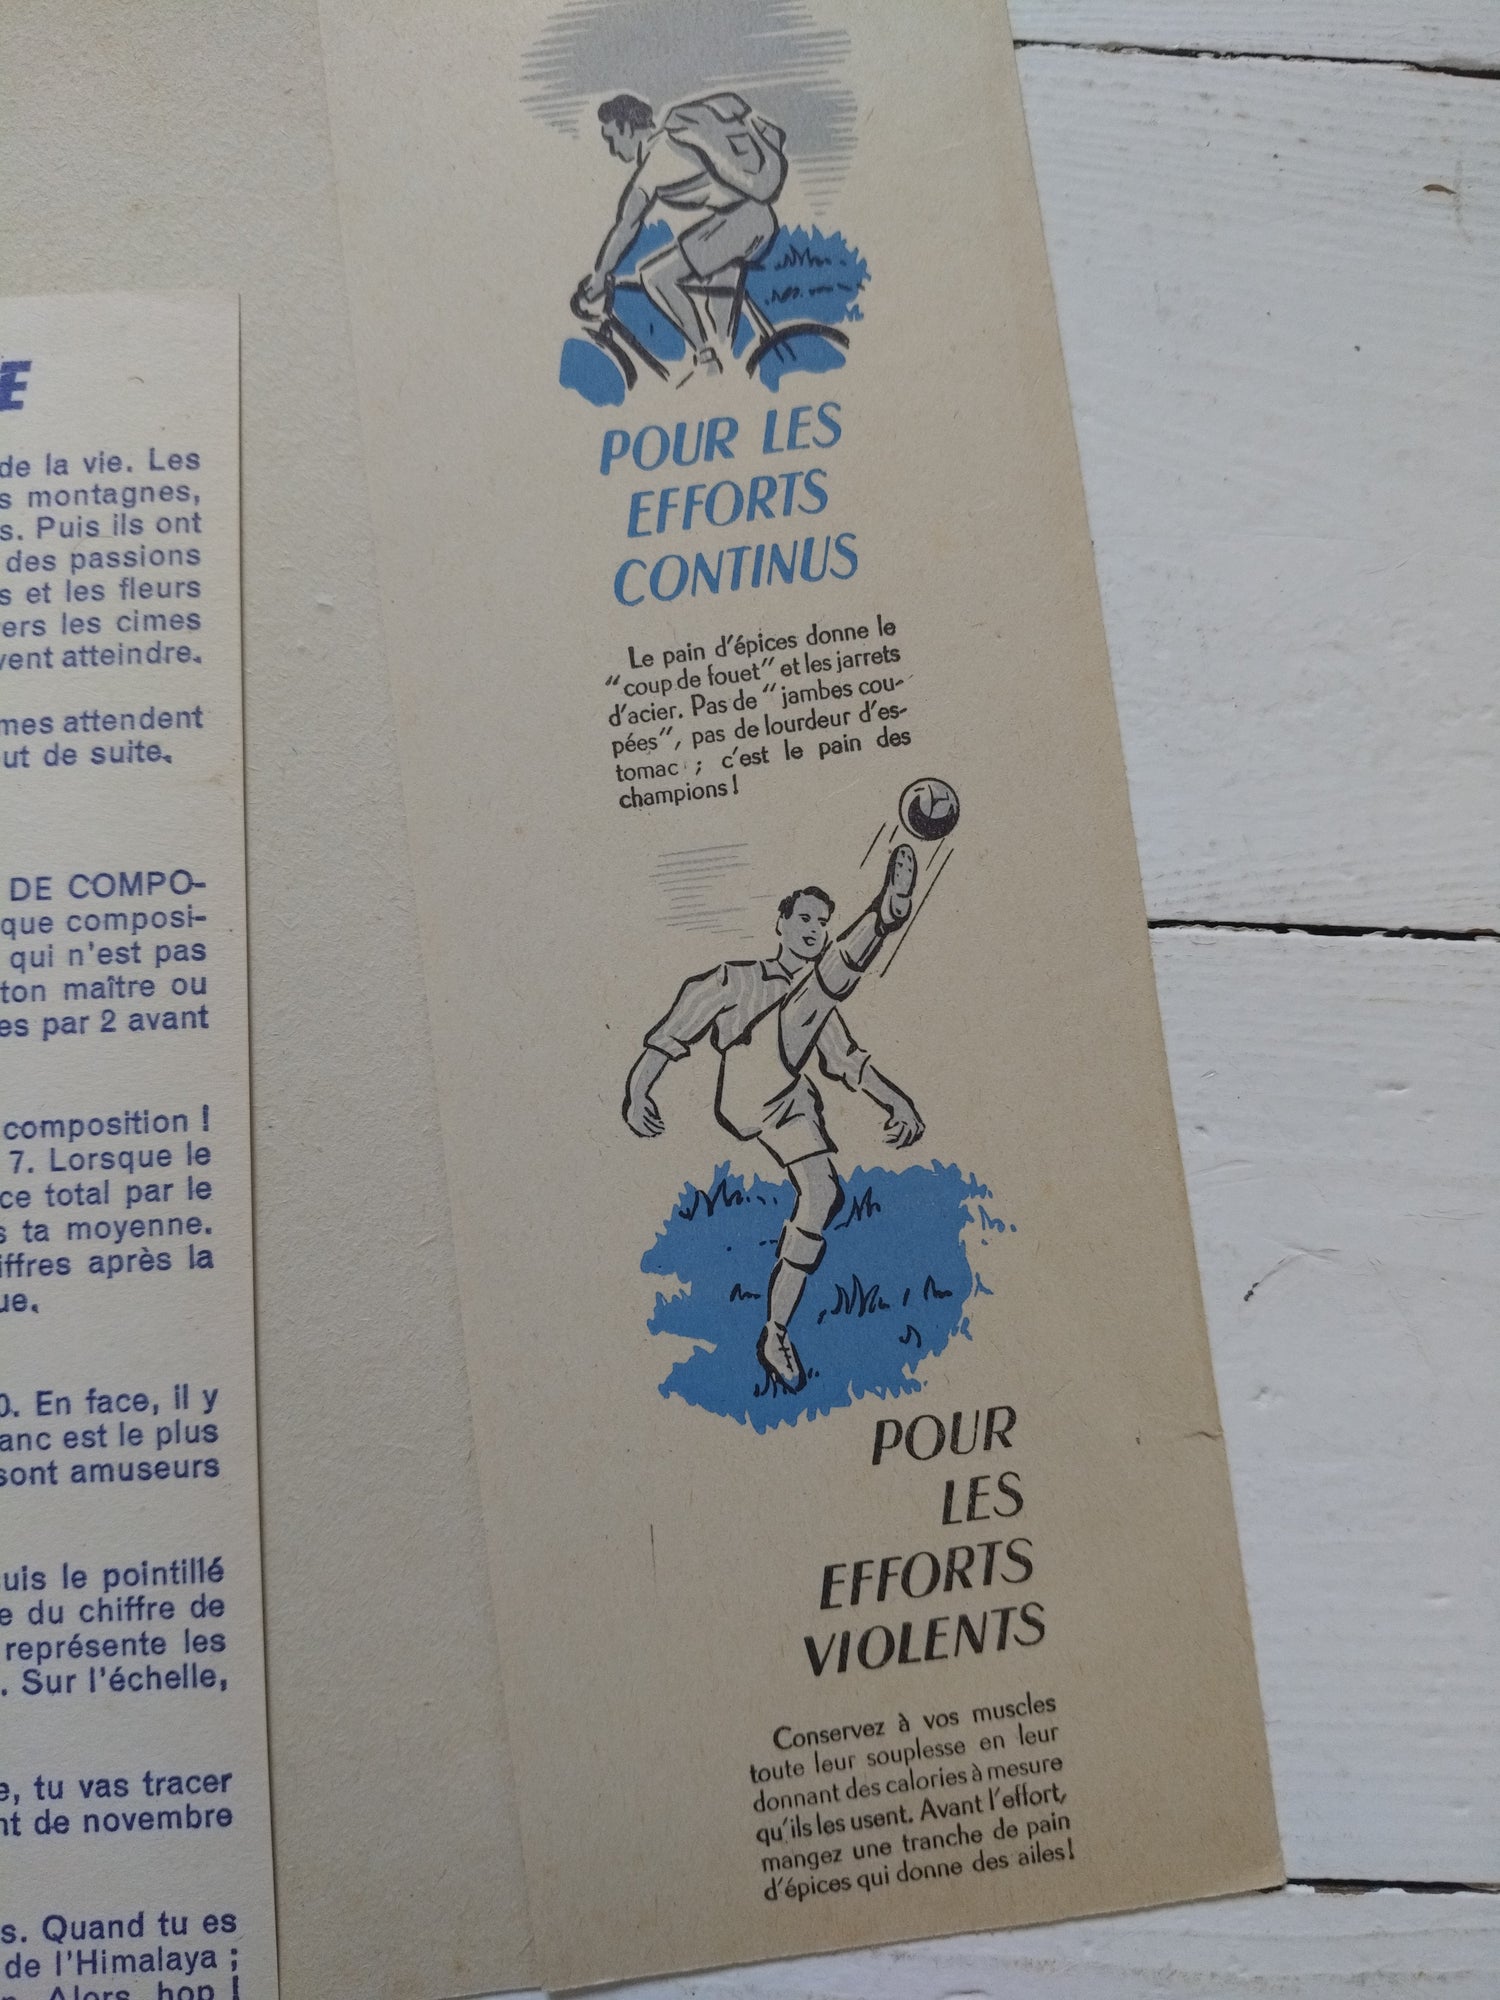 E
de la vie. Les
s montagnes,
s. Puis ils ont
des passions
s et les fleurs
ers les cimes
vent atteindre.
mes attendent
ut de suite.
DE COMPO-
que composi-
qui n'est pas
ton maître ou
es par 2 avant
composition !
7. Lorsque le
ce total par le
s ta moyenne.
iffres après la
ue.
0. En face, il y
anc est le plus
sont amuseurs
uis le pointillé
e du chiffre de
représente les
. Sur l'échelle,
e, tu vas tracer
nt de novembre
s. Quand tu es
de l'Himalaya ;
Alors, hop !
POUR LES
EFFORTS
CONTINUS
Le pain d'épices donne le
"coup de fouet" et les jarrets
d'acier. Pas de "jambes cou-
pées", pas de lourdeur d'es-
tomac ; c'est le pain des
champions !
POUR
LES
EFFORTS
VIOLENTS
Conservez à vos muscles
toute leur souplesse en leur
donnant des calories à mesure
qu'ils les usent. Avant l'effort,
mangez une tranche de pain
d'épices qui donne des ailes !